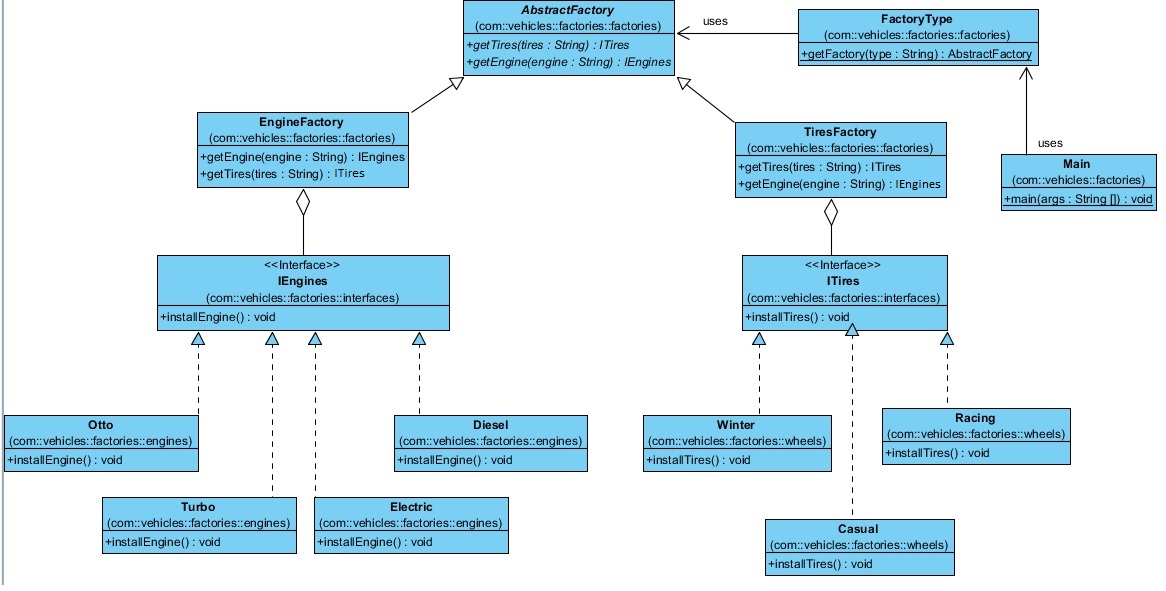 AbstractFactory
(com::vehicles::factories::factories)
+getTires(tires : String) : ITires
+getEngine(engine : String) : IEngines
uses
FactoryType
(com::vehicles::factories::factories)
+getFactory(type : String) : AbstractFactory
EngineFactory
(com::vehicles::factories::factories)
+getEngine(engine : String) : IEngines
+getTires(tires : String) : ITires
TiresFactory
(com::vehicles::factories::factories)
+getTires(tires : String) : ITires
+getEngine(engine : String) : IEngines
uses
Main
(com::vehicles::factories)
+main(args : String []) : void
<<Interface>>
IEngines
(com::vehicles::factories::interfaces)
+installEngine() : void
<<Interface>>
ITires
(com::vehicles::factories::interfaces)
+installTires() : void
Otto
(com::vehicles::factories::engines)
+installEngine() : void
Diesel
(com::vehicles::factories::engines)
+installEngine() : void
Winter
(com::vehicles::factories::wheels)
+installTires() : void
Racing
(com::vehicles::factories::wheels)
+installTires() : void
Turbo
(com::vehicles::factories::engines)
+installEngine() : void
Electric
(com::vehicles::factories::engines)
+installEngine() : void
Casual
(com::vehicles::factories::wheels)
+installTires() : void